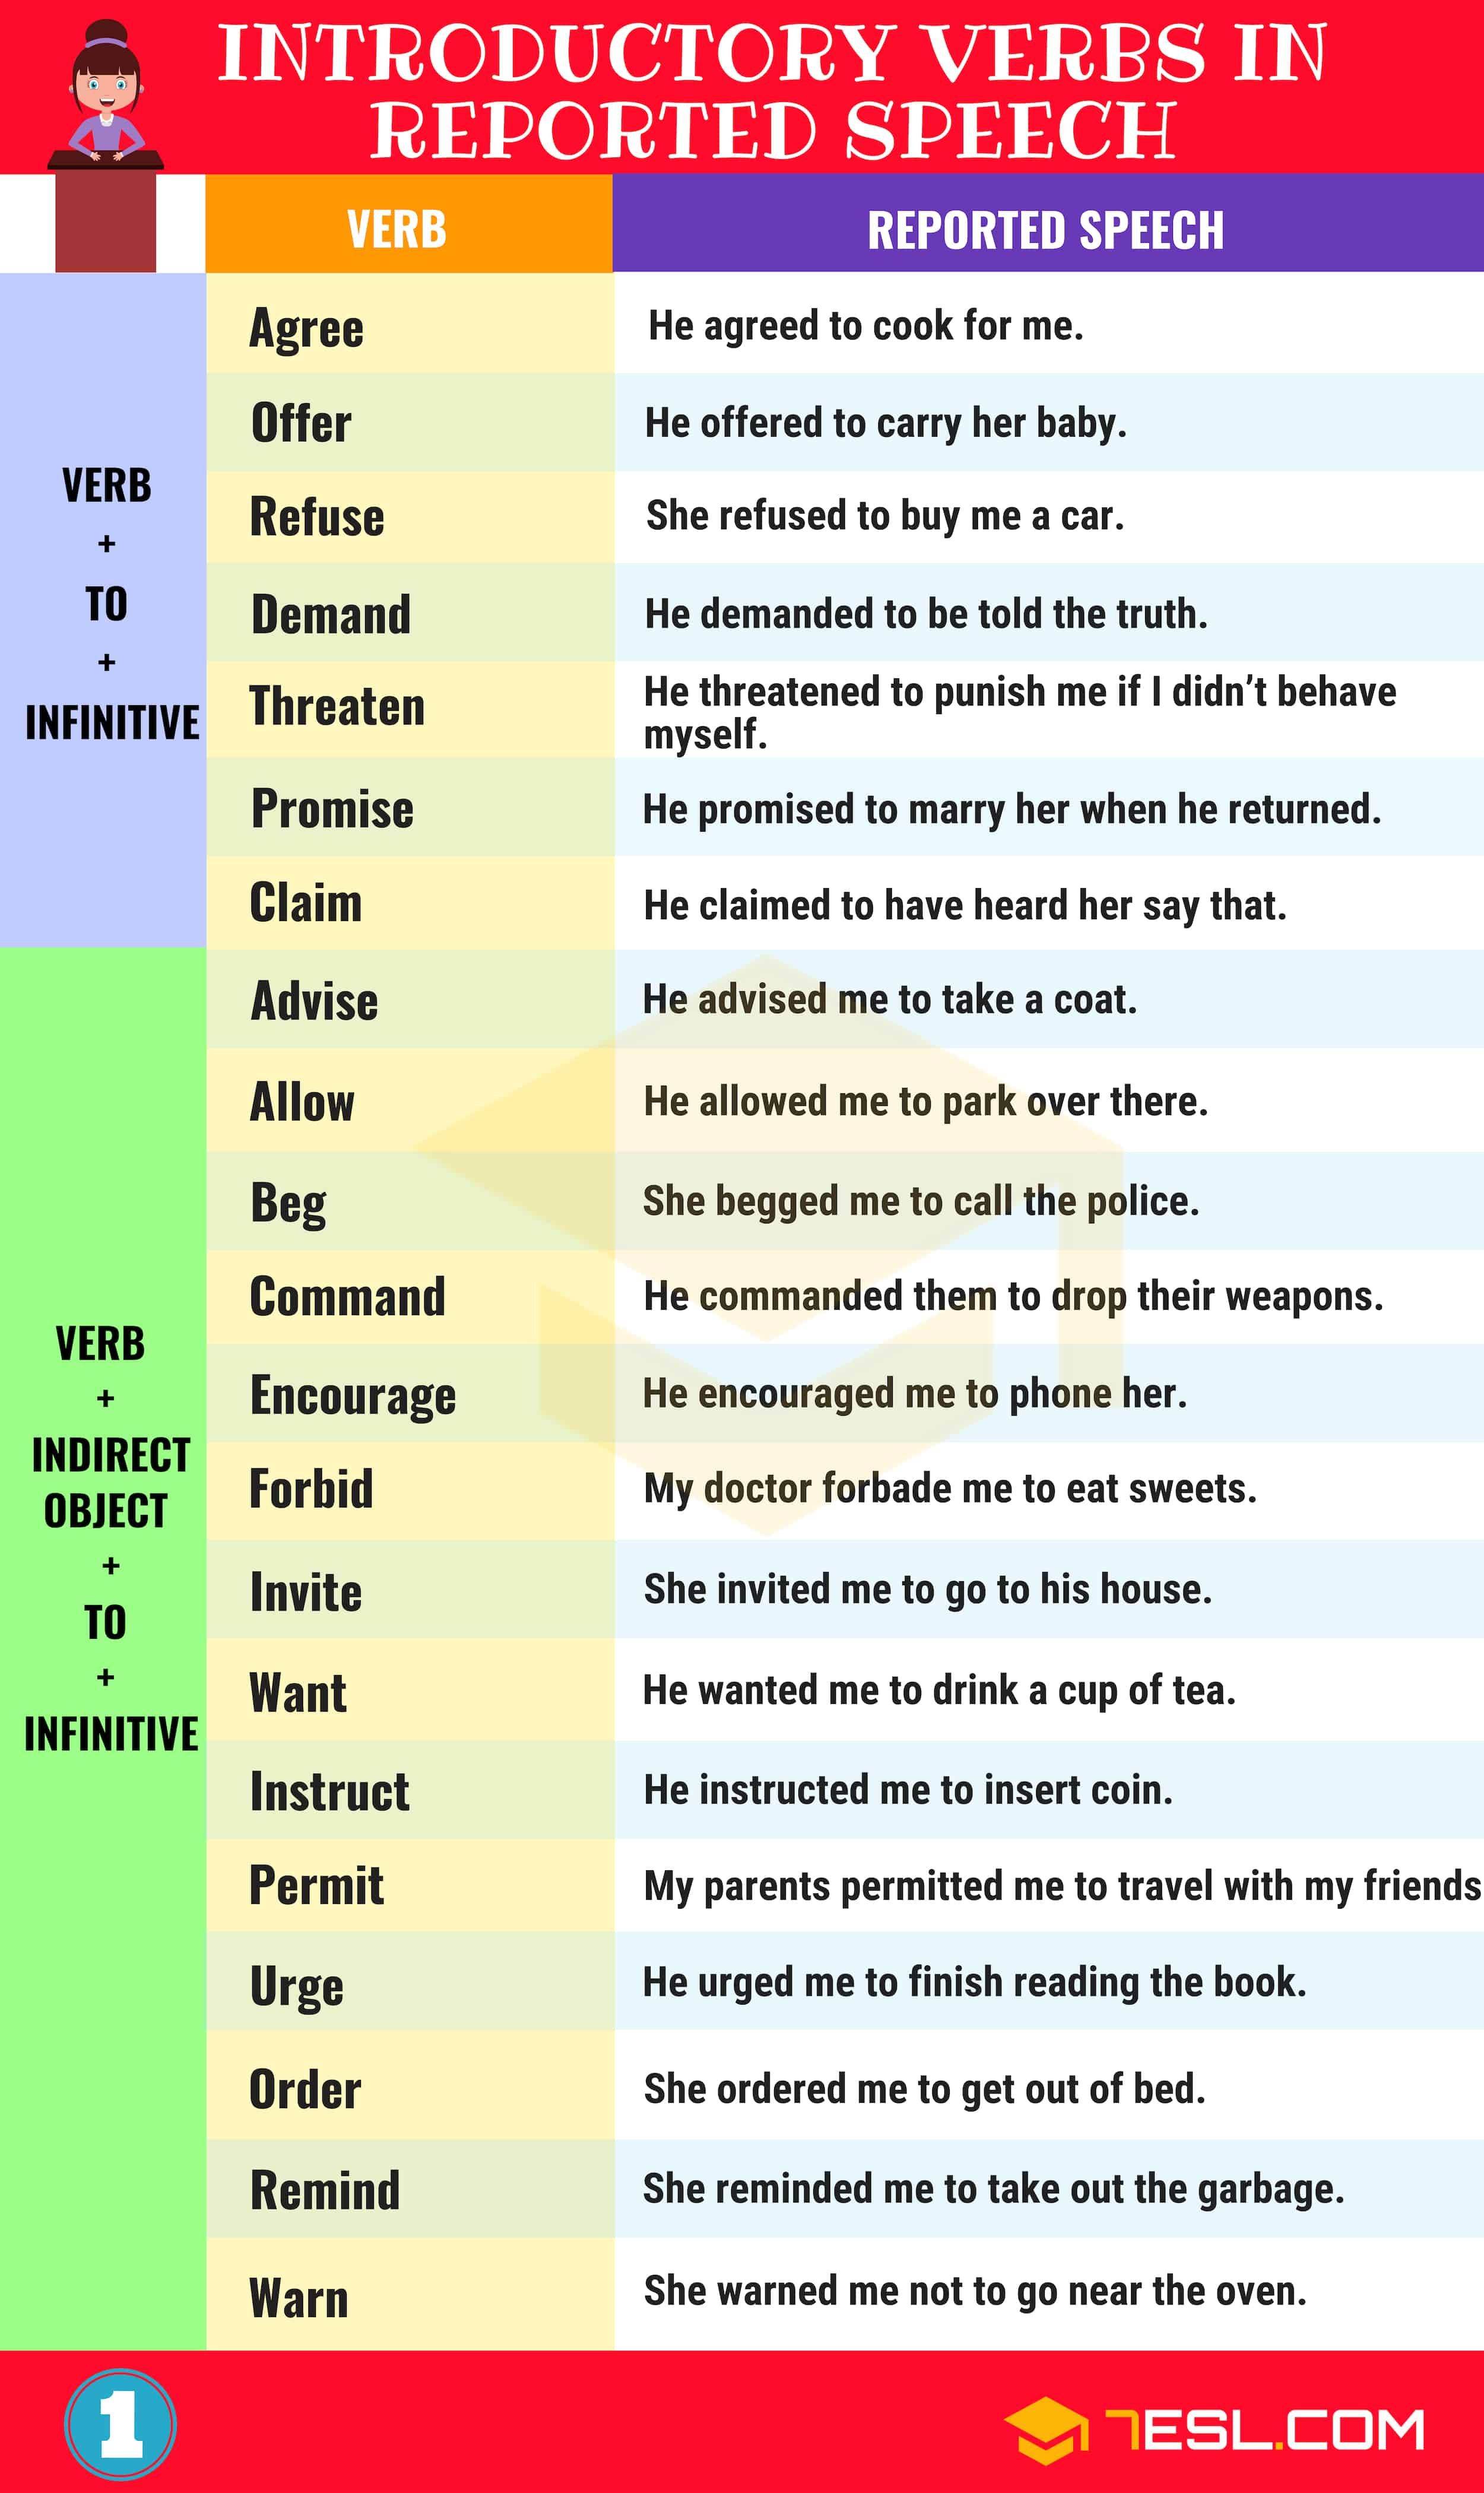 INTRODUCTORY VERBS IN
REPORTED SPEECH
VERB
REPORTED SPEECH
VERB
+
TO
+
INFINITIVE
Agree
He agreed to cook for me.
Offer
He offered to carry her baby.
Refuse
She refused to buy me a car.
Demand
He demanded to be told the truth.
Threaten
He threatened to punish me if I didn’t behave
myself.
Promise
He promised to marry her when he returned.
Claim
He claimed to have heard her say that.
VERB
+
INDIRECT
OBJECT
+
TO
+
INFINITIVE
Advise
He advised me to take a coat.
Allow
He allowed me to park over there.
Beg
She begged me to call the police.
Command
He commanded them to drop their weapons.
Encourage
He encouraged me to phone her.
Forbid
My doctor forbade me to eat sweets.
Invite
She invited me to go to his house.
Want
He wanted me to drink a cup of tea.
Instruct
He instructed me to insert coin.
Permit
My parents permitted me to travel with my friends
Urge
He urged me to finish reading the book.
Order
She ordered me to get out of bed.
Remind
She reminded me to take out the garbage.
Warn
She warned me not to go near the oven.
1
7ESL.COM